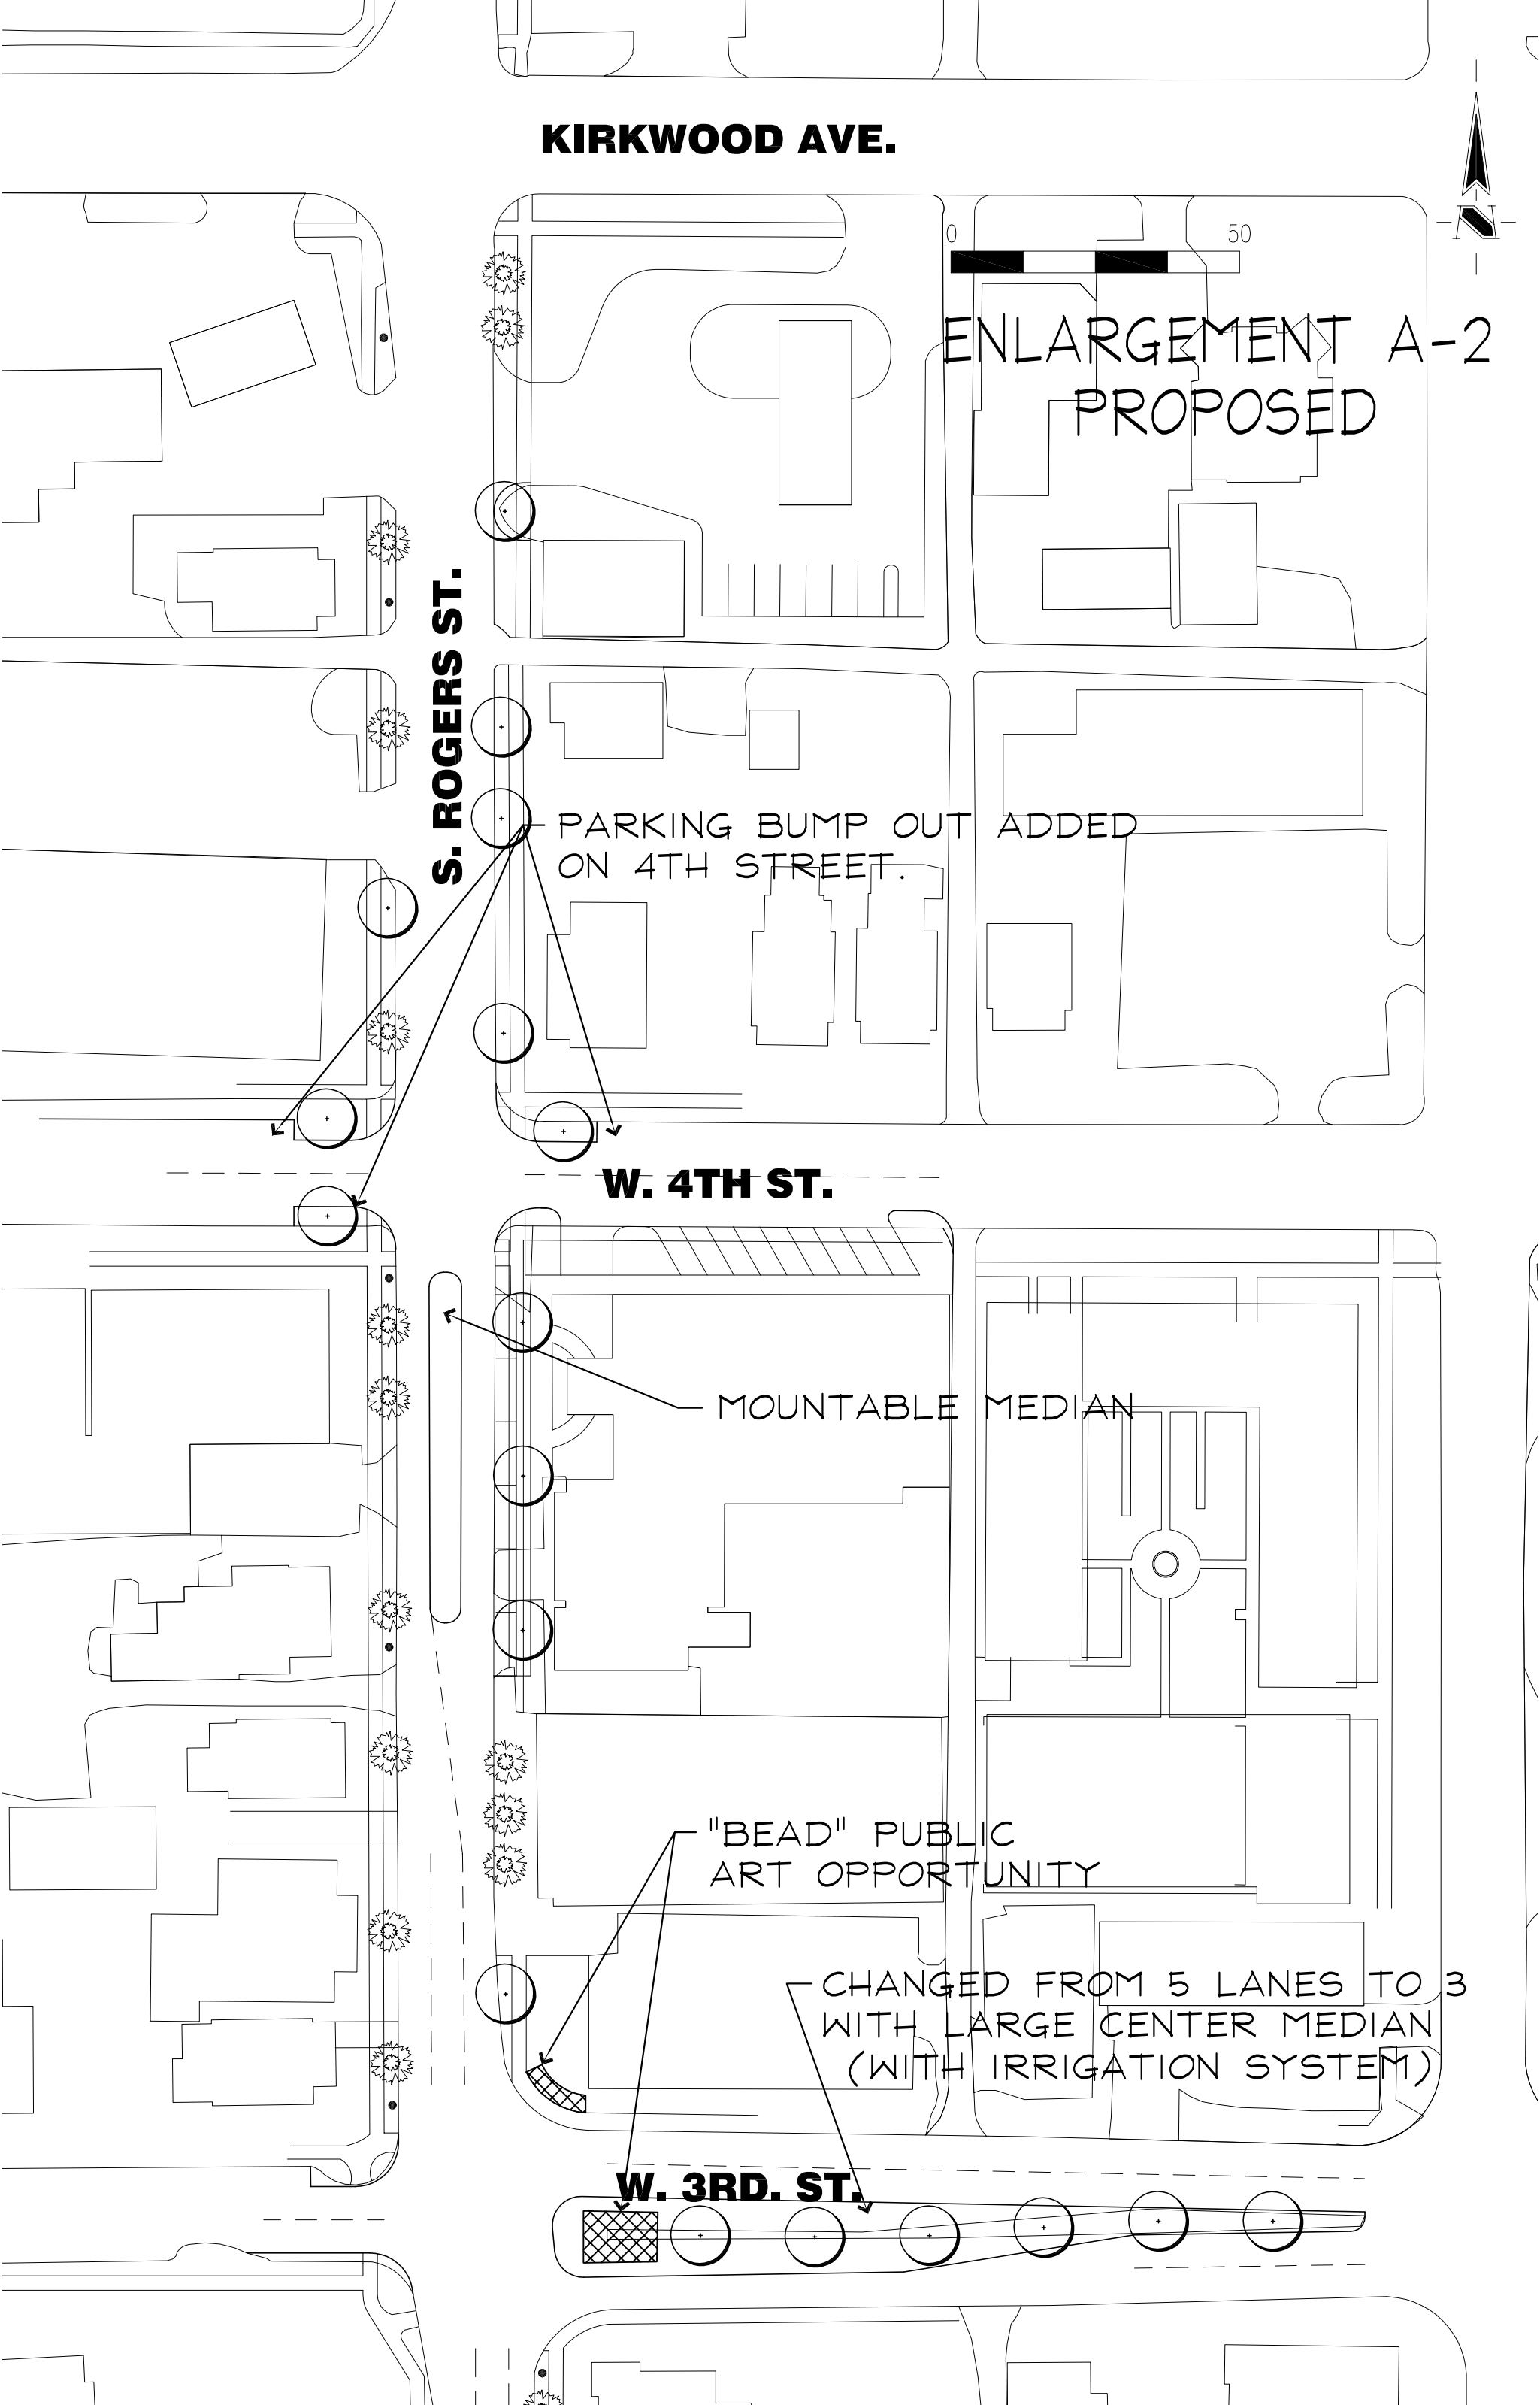 KIRKWOOD AVE.
N
0 50
ENLARGEMENT A-2
PROPOSED
S. ROGERS ST.
PARKING BUMP OUT ADDED
ON 4TH STREET.
W. 4TH ST.
MOUNTABLE MEDIAN
"BEAD" PUBLIC
ART OPPORTUNITY
CHANGED FROM 5 LANES TO 3
WITH LARGE CENTER MEDIAN
(WITH IRRIGATION SYSTEM)
W. 3RD. ST.